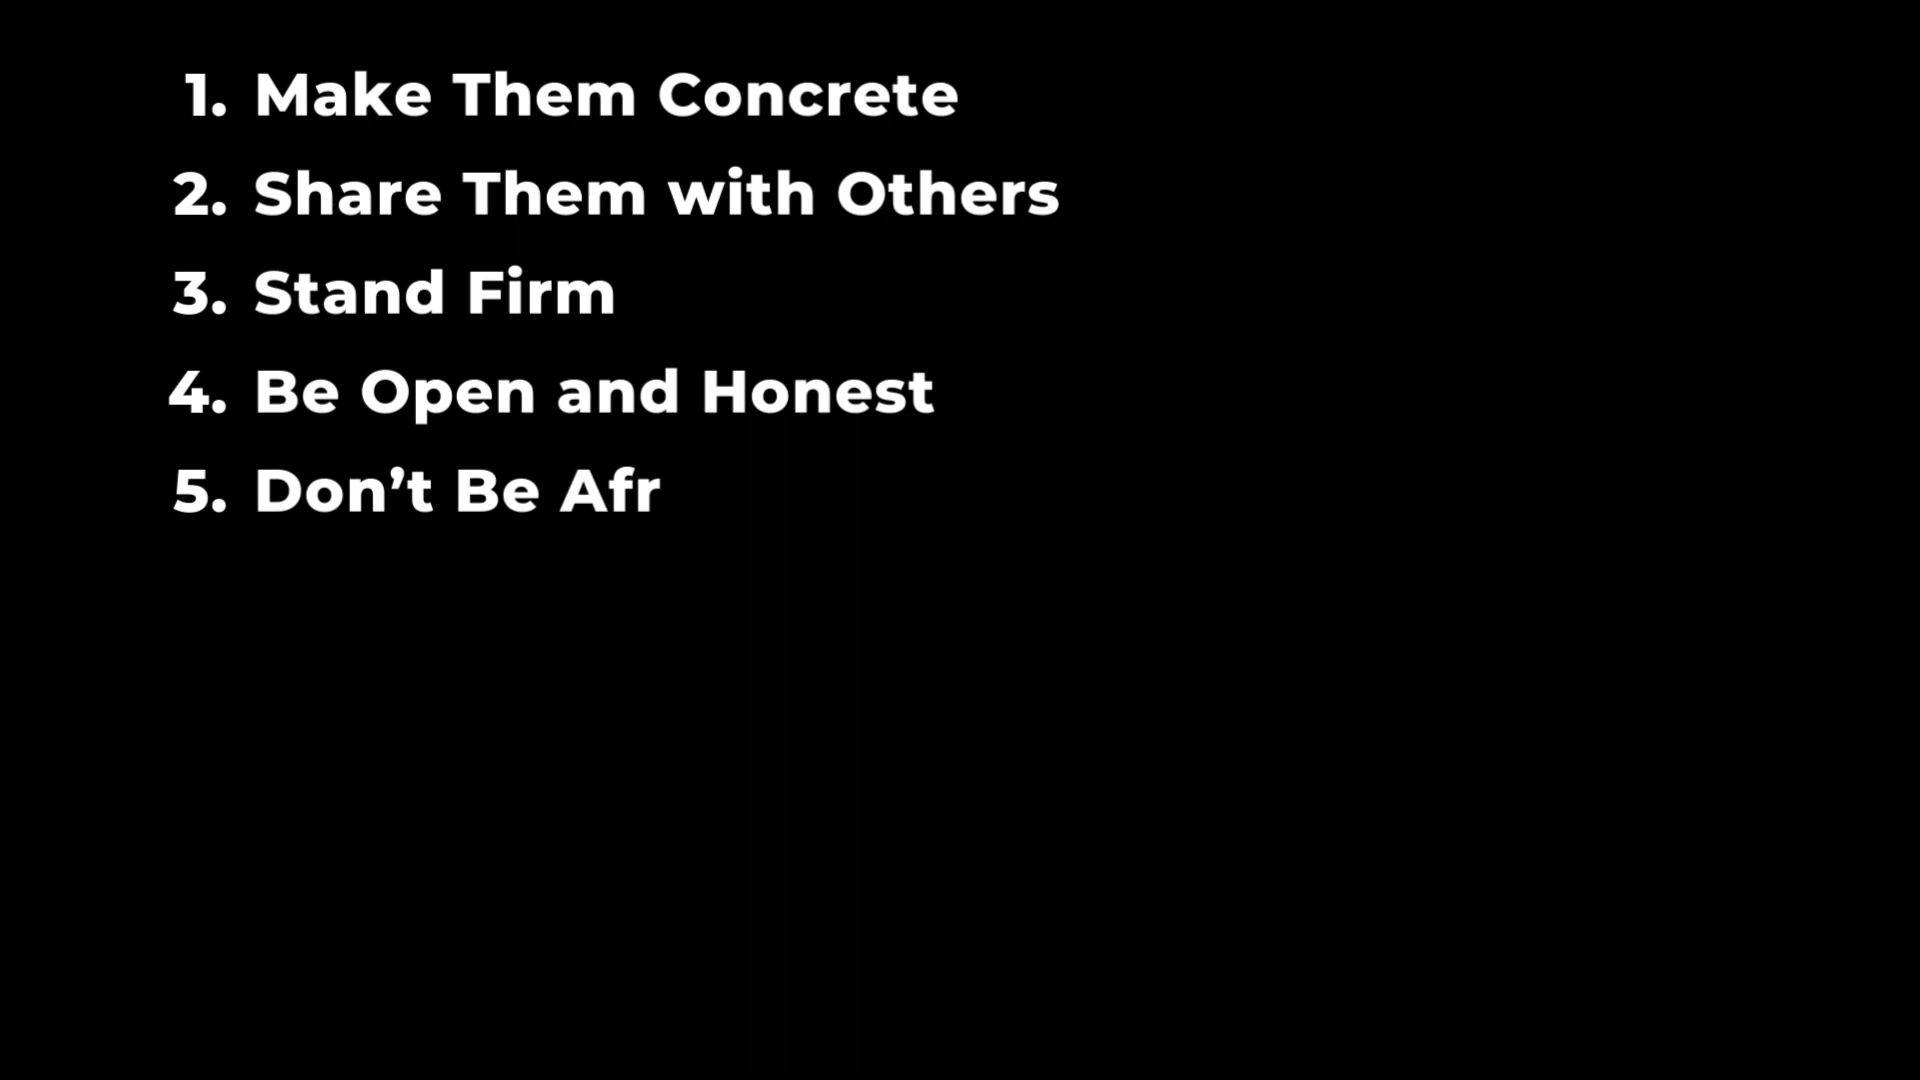 1. Make Them Concrete
2. Share Them with Others
3. Stand Firm
4. Be Open and Honest
5. Don’t Be Afr